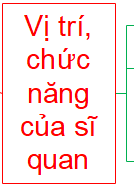 Vị trí,
chức
năng
của sĩ
quan